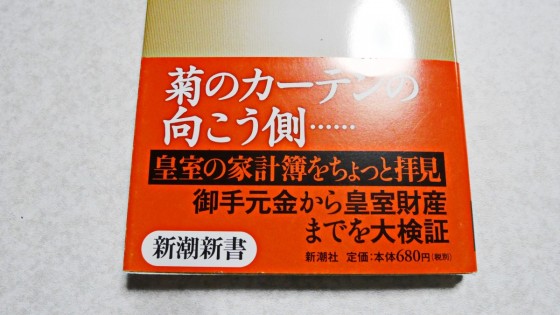 菊のカーテンの
向こう側……
皇室の家計簿をちょっと拝見
御手元金から皇室財産
までを大検証
新潮新書
新潮社 定価:本体680円(税別)